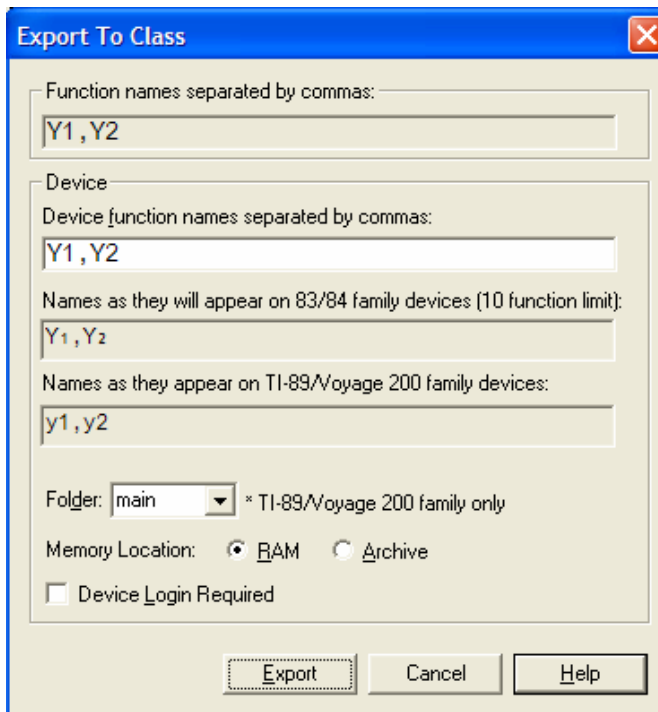 Export To Class
Function names separated by commas:
Y1,Y2
Device
Device function names separated by commas:
Y1,Y2
Names as they will appear on 83/84 family devices (10 function limit):
Y₁,Y₂
Names as they appear on TI-89/Voyage 200 family devices:
y1,y2
Folder: main * TI-89/Voyage 200 family only
Memory Location: RAM Archive
Device Login Required
Export Cancel Help